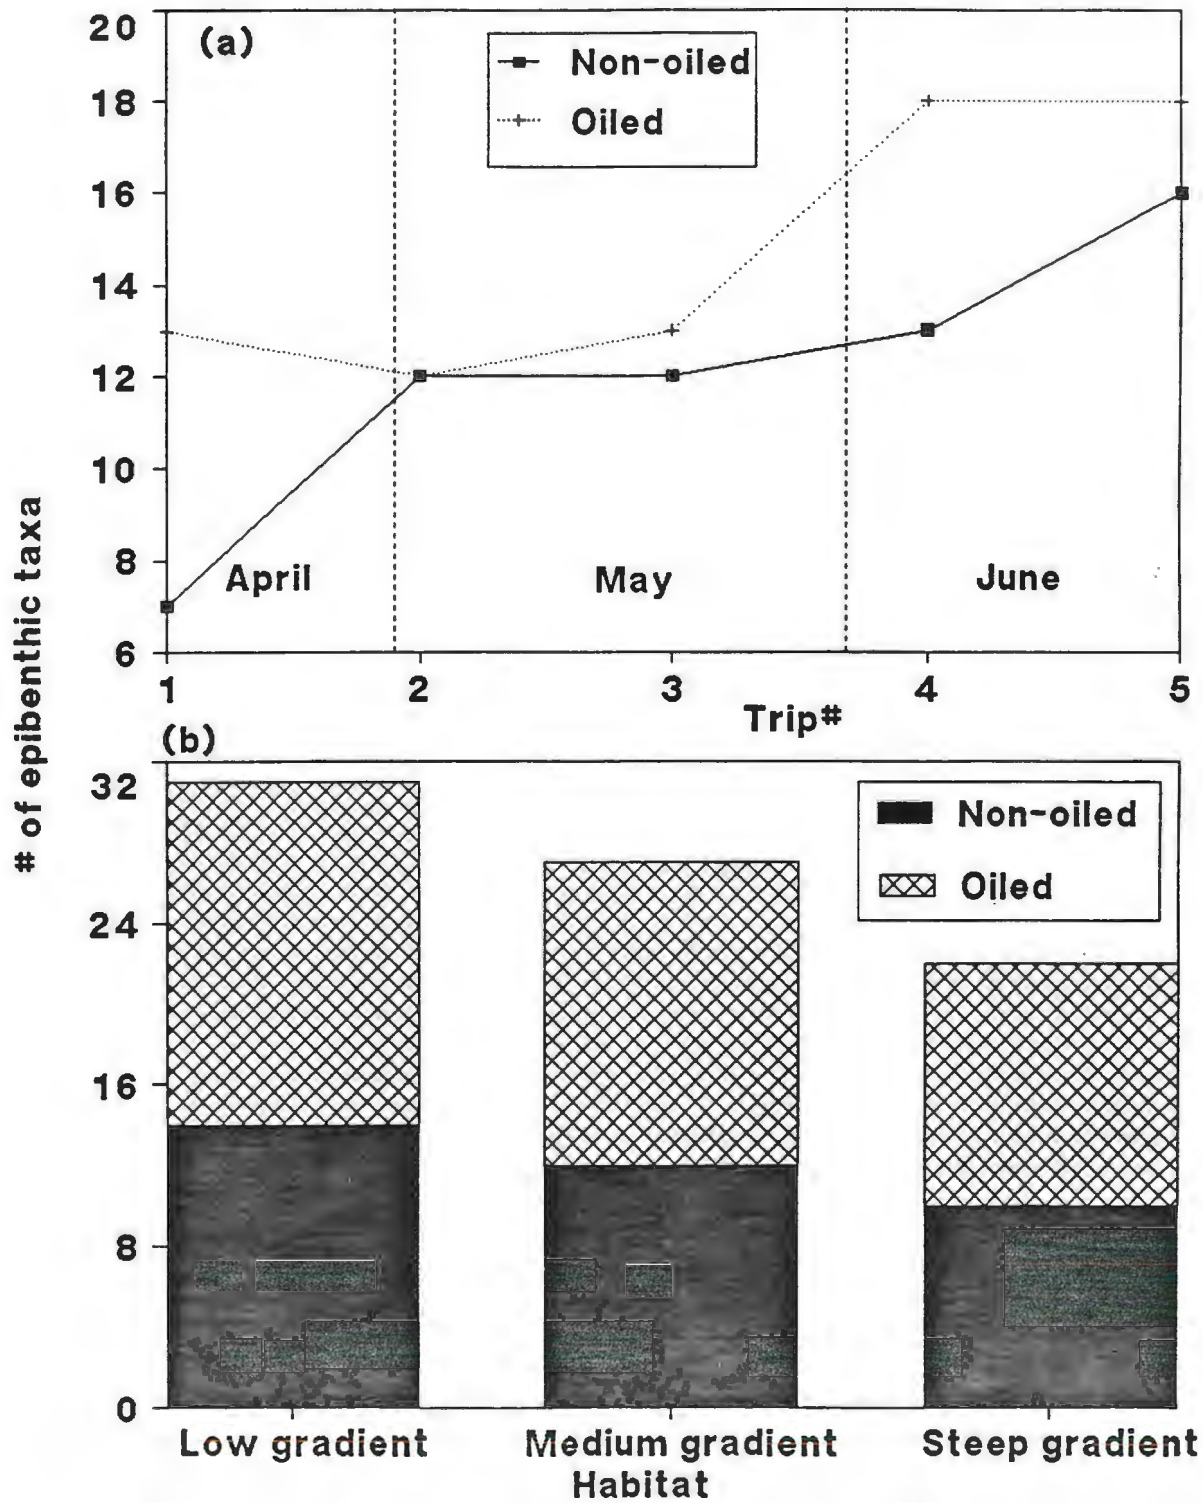 (a)
Non-oiled
Oiled
20
18
16
14
12
10
8
6
April May June
1 2 3 4 5
Trip#
# of epibenthic taxa
(b)
Non-oiled
Oiled
32
24
16
8
0
Low gradient Medium gradient Steep gradient
Habitat